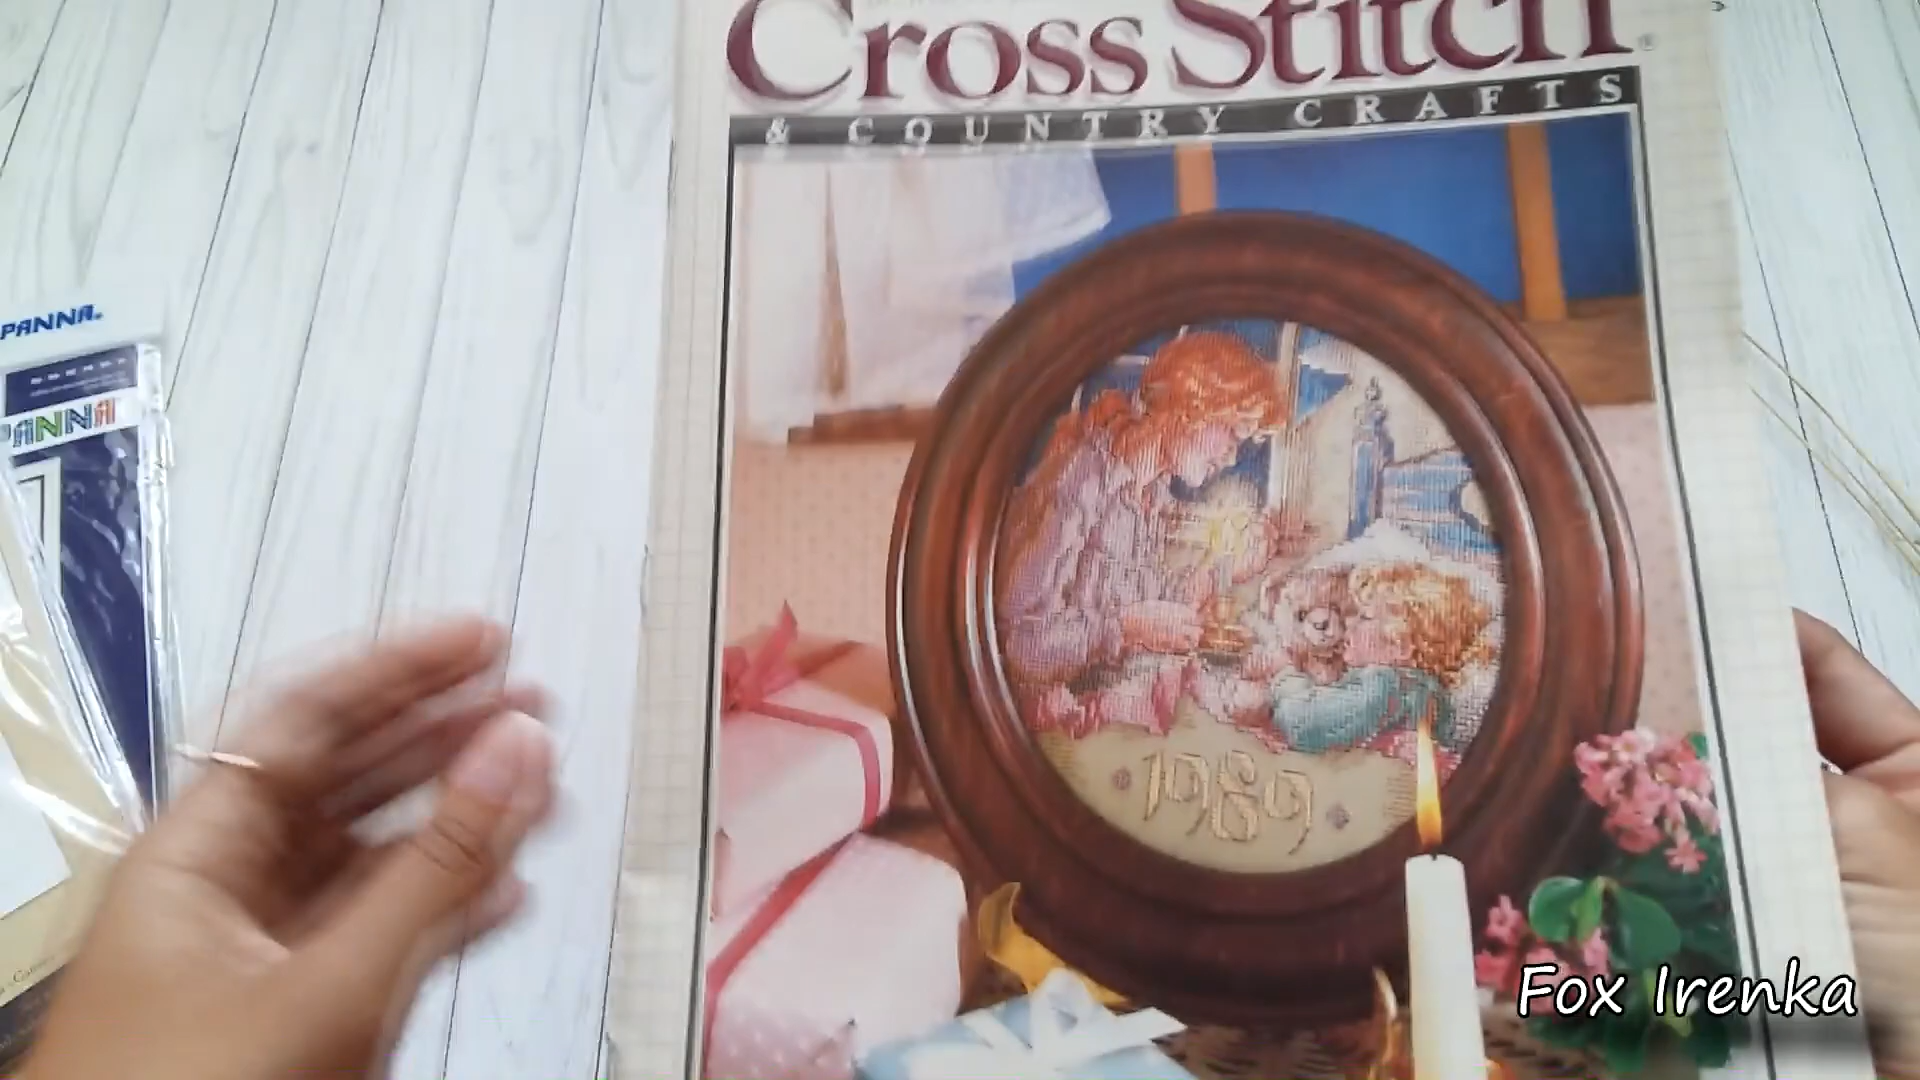 Cross Stitch
& COUNTRY CRAFTS
PANNA
PANNA
1989
Fox Irenka